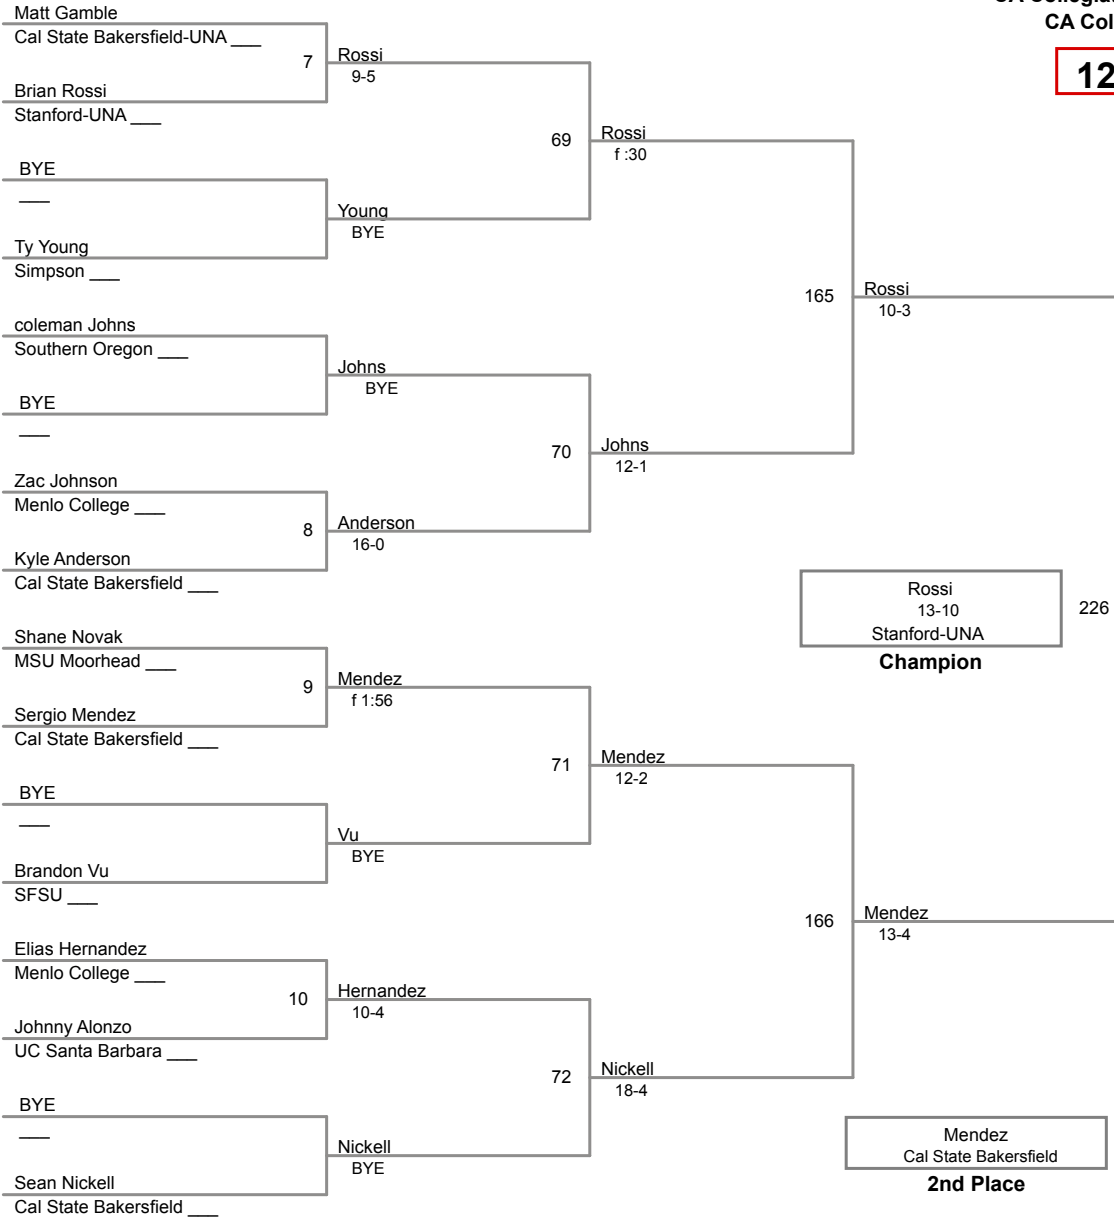 CA Col
12
Matt Gamble
Cal State Bakersfield-UNA ___
7
Rossi
9-5
Brian Rossi
Stanford-UNA ___
69
Rossi
f :30
BYE
___
Young
BYE
Ty Young
Simpson ___
165
Rossi
10-3
coleman Johns
Southern Oregon ___
Johns
BYE
BYE
___
70
Johns
12-1
Zac Johnson
Menlo College ___
8
Anderson
16-0
Kyle Anderson
Cal State Bakersfield ___
Rossi
13-10
Stanford-UNA
226
Champion
Shane Novak
MSU Moorhead ___
9
Mendez
f 1:56
Sergio Mendez
Cal State Bakersfield ___
71
Mendez
12-2
BYE
___
Vu
BYE
Brandon Vu
SFSU ___
166
Mendez
13-4
Elias Hernandez
Menlo College ___
10
Hernandez
10-4
Johnny Alonzo
UC Santa Barbara ___
72
Nickell
18-4
BYE
___
Nickell
BYE
Sean Nickell
Cal State Bakersfield ___
Mendez
Cal State Bakersfield
2nd Place